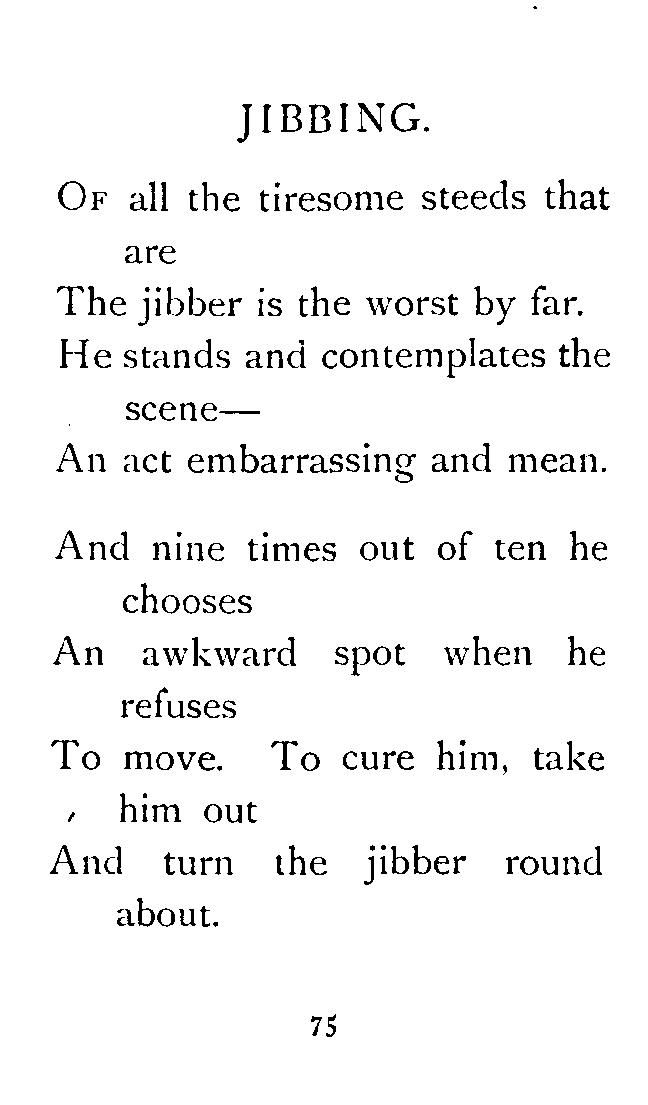 JIBBING.
OF all the tiresome steeds that
are
The jibber is the worst by far.
He stands and contemplates the
scene—
An act embarrassing and mean.
And nine times out of ten he
chooses
An awkward spot when he
refuses
To move. To cure him, take
him out
And turn the jibber round
about.
75